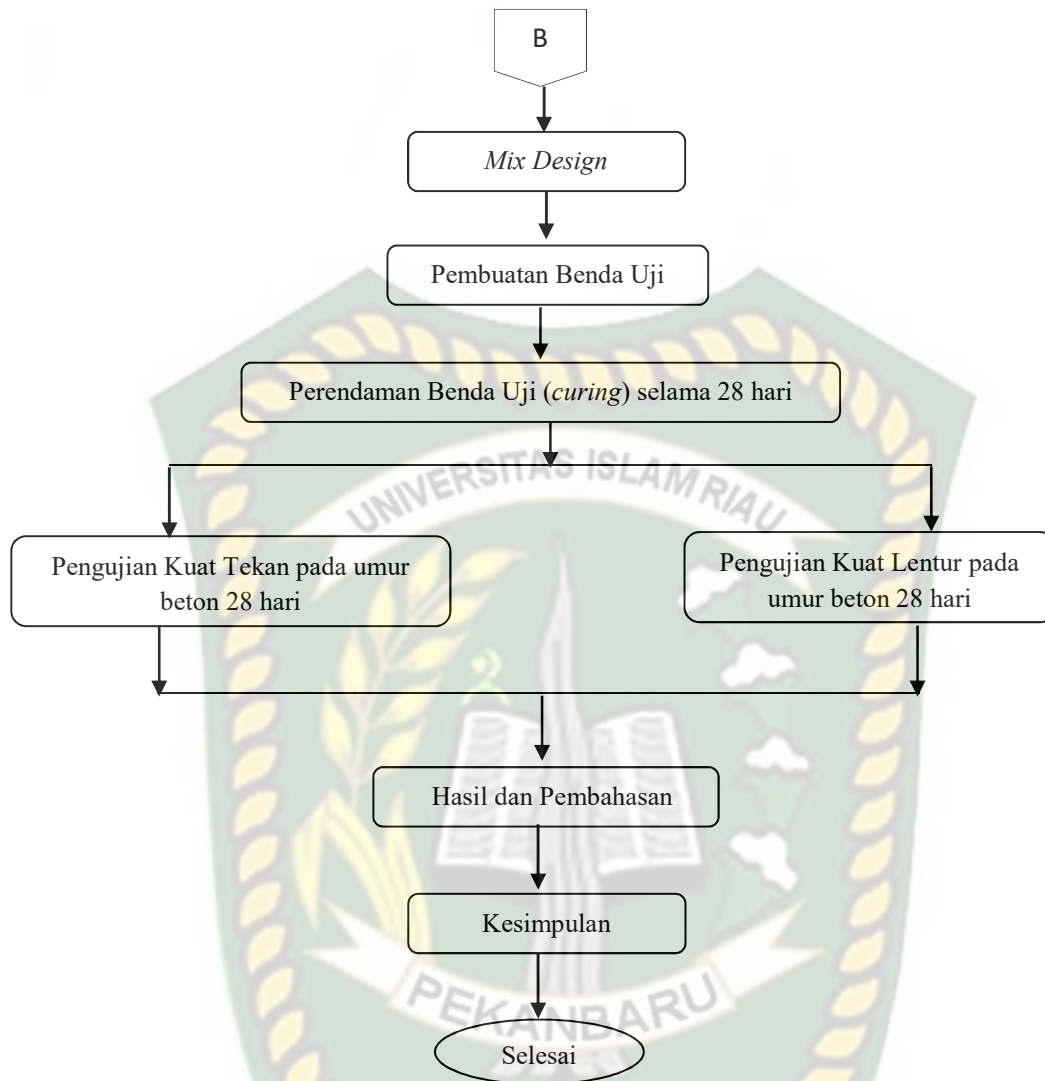 B
Mix Design
Pembuatan Benda Uji
Perendaman Benda Uji (curing) selama 28 hari
UNIVERSITAS ISLAM RIAU
Pengujian Kuat Tekan pada umur
beton 28 hari
Pengujian Kuat Lentur pada
umur beton 28 hari
Hasil dan Pembahasan
Kesimpulan
PEKANBARU
Selesai